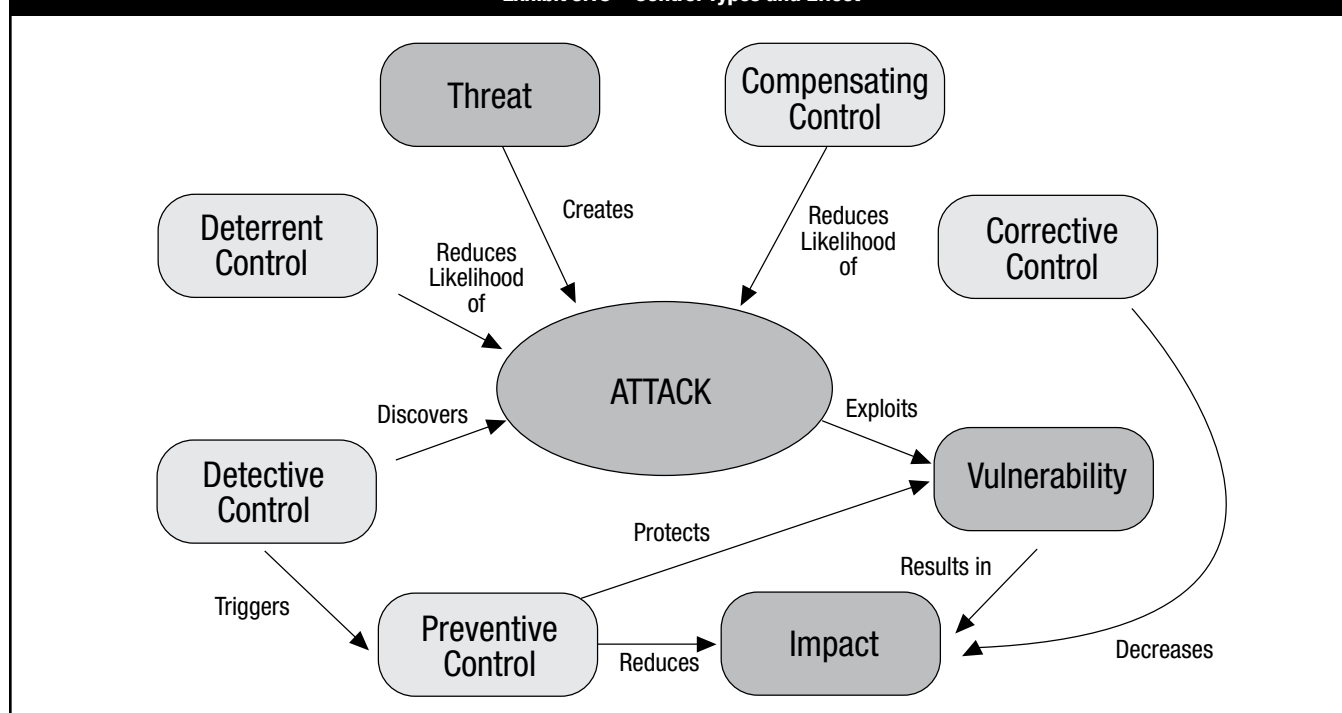 Threat
Compensating
Control
Creates
Reduces
Likelihood
of
Deterrent
Control
Reduces
Likelihood
of
Corrective
Control
ATTACK
Discovers
Exploits
Detective
Control
Vulnerability
Protects
Results in
Triggers
Preventive
Control
Reduces
Impact
Decreases